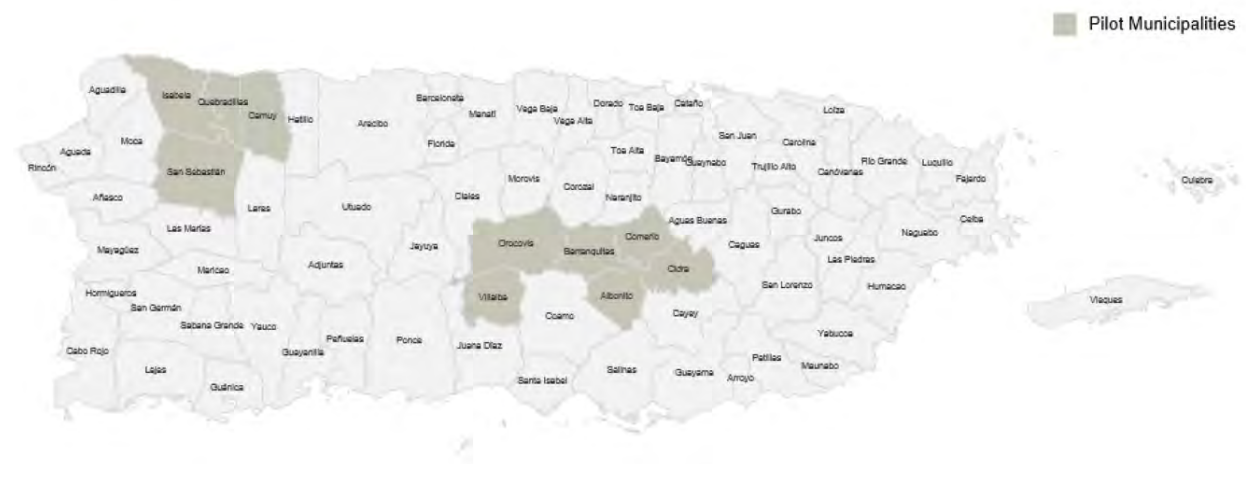 Pilot Municipalities
Aguadilla
Isabela
Quebradillas
Camuy
Hatillo
Arecibo
Barceloneta
Manatí
Vega Baja
Vega Alta
Dorado
Toa Baja
Cataño
Loíza
San Juan
Carolina
Moca
Aguada
Rincón
San Sebastián
Florida
Toa Alta
Bayamón
Guaynabo
Trujillo Alto
Canóvanas
Río Grande
Luquillo
Fajardo
Culebra
Añasco
Lares
Utuado
Ciales
Morovis
Corozal
Naranjito
Aguas Buenas
Gurabo
Ceiba
Las Marías
Mayagüez
Maricao
Adjuntas
Jayuya
Orocovis
Barranquitas
Comerío
Cidra
Caguas
Juncos
Naguabo
Las Piedras
Hormigueros
San Germán
Villalba
Coamo
Aibonito
Cayey
San Lorenzo
Humacao
Vieques
Sabana Grande
Yauco
Guayanilla
Peñuelas
Ponce
Juana Díaz
Yabucoa
Cabo Rojo
Lajas
Guánica
Santa Isabel
Salinas
Guayama
Arroyo
Patillas
Maunabo